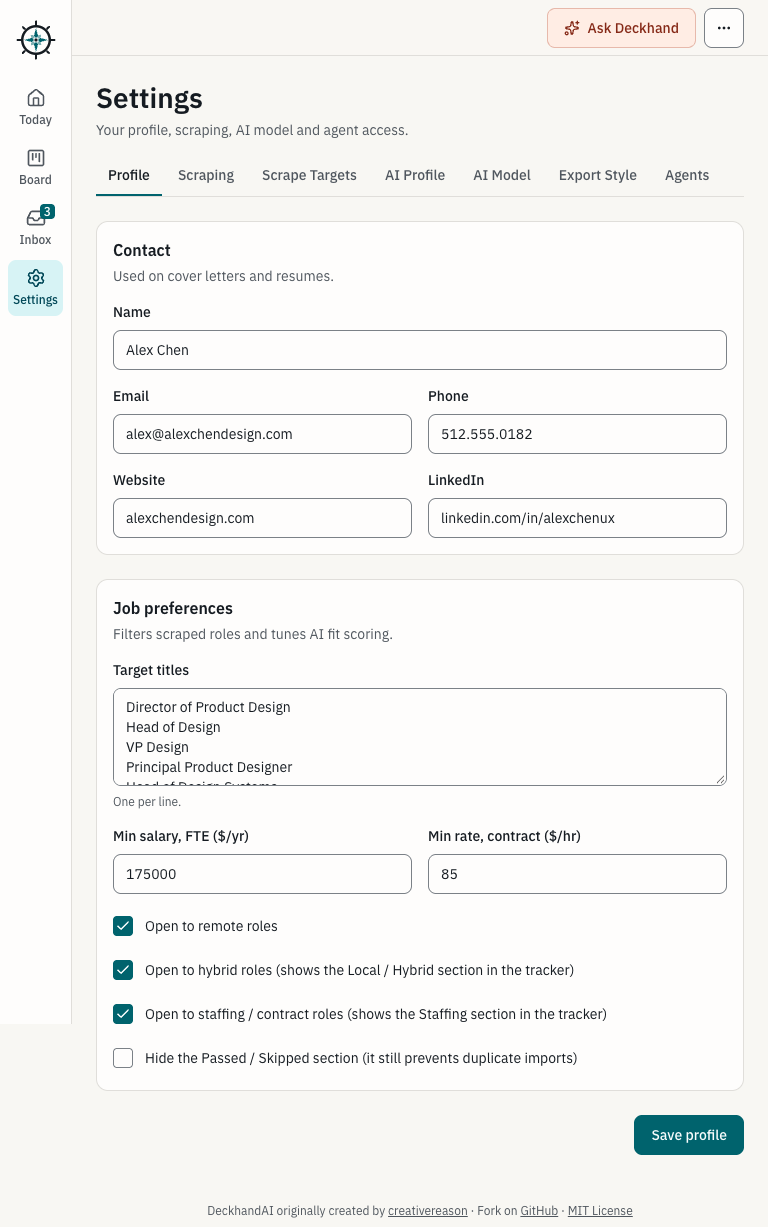 Ask Deckhand
Today
Board
3
Inbox
Settings
Settings
Your profile, scraping, AI model and agent access.
Profile Scraping Scrape Targets AI Profile AI Model Export Style Agents
Contact
Used on cover letters and resumes.
Name
Alex Chen
Email Phone
alex@alexchendesign.com 512.555.0182
Website LinkedIn
alexchendesign.com linkedin.com/in/alexchenux
Job preferences
Filters scraped roles and tunes AI fit scoring.
Target titles
Director of Product Design
Head of Design
VP Design
Principal Product Designer
Head of Design Systems
One per line.
Min salary, FTE ($/yr) Min rate, contract ($/hr)
175000 85
Open to remote roles
Open to hybrid roles (shows the Local / Hybrid section in the tracker)
Open to staffing / contract roles (shows the Staffing section in the tracker)
Hide the Passed / Skipped section (it still prevents duplicate imports)
Save profile
DeckhandAI originally created by creativereason · Fork on GitHub · MIT License